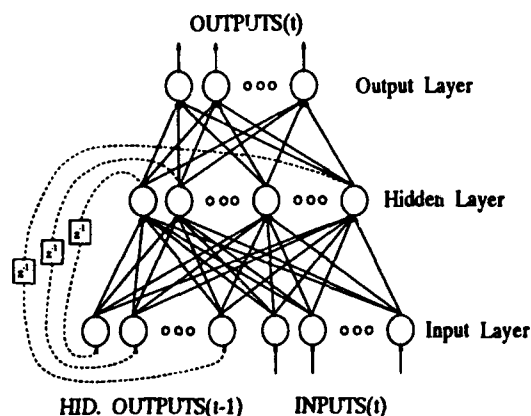 OUTPUTS(t)
Output Layer
Hidden Layer
z⁻¹
z⁻¹
z⁻¹
Input Layer
HID. OUTPUTS(t-1) INPUTS(t)